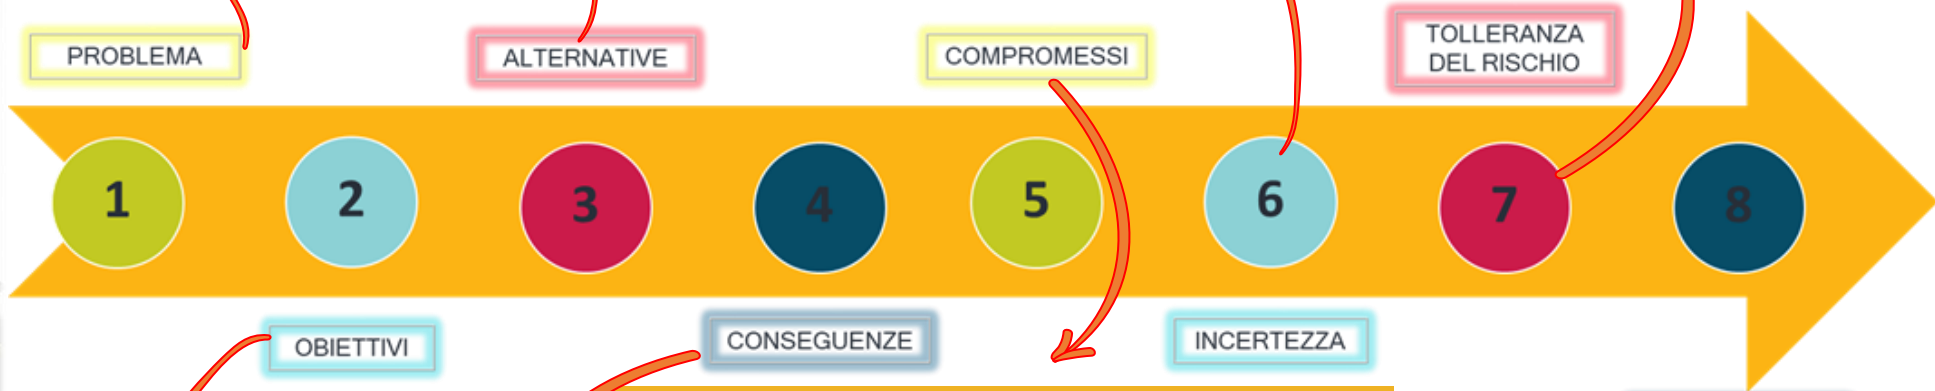 PROBLEMA
ALTERNATIVE
COMPROMESSI
TOLLERANZA
DEL RISCHIO
1
2
3
4
5
6
7
8
OBIETTIVI
CONSEGUENZE
INCERTEZZA